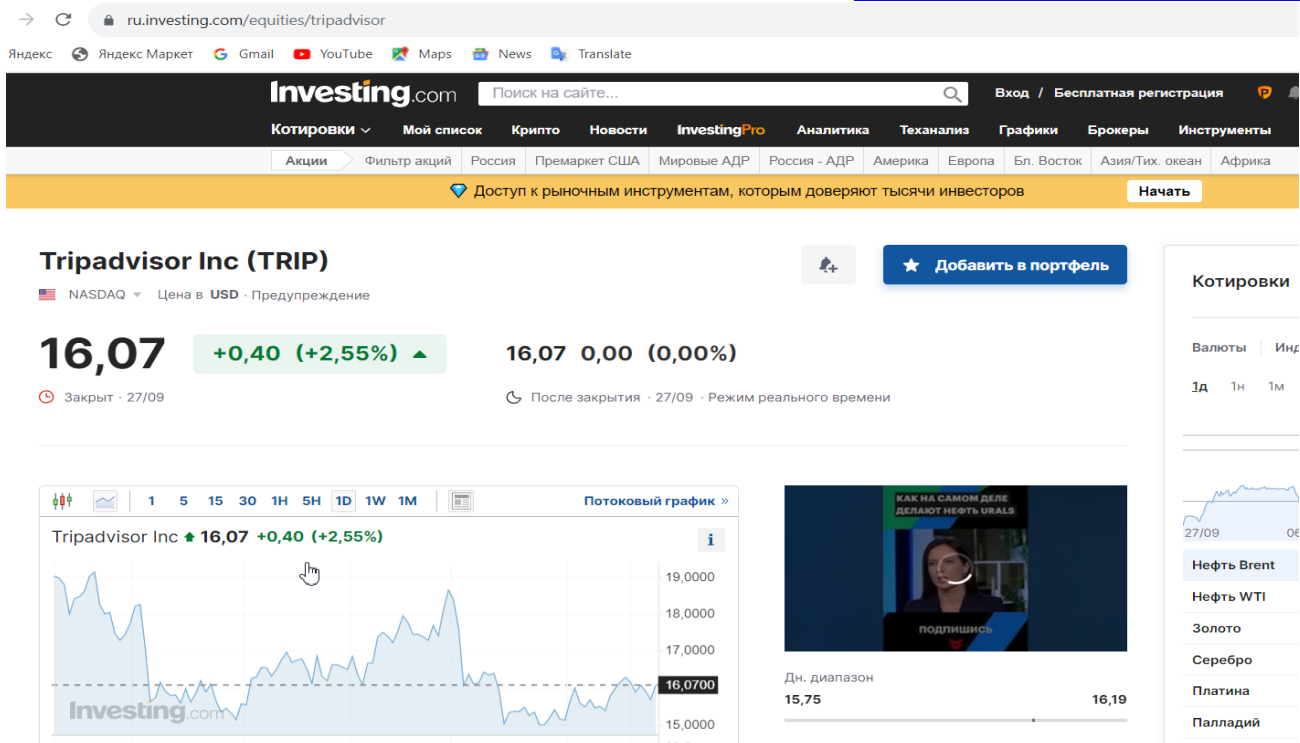 ru.investing.com/equities/tripadvisor
Яндекс Яндекс Маркет Gmail YouTube Maps News Translate
Investing.com Поиск на сайте... Вход / Бесплатная регистрация
Котировки Мой список Крипто Новости InvestingPro Аналитика Теханализ Графики Брокеры Инструменты
Акции Фильтр акций Россия Премаркет США Мировые АДР Россия - АДР Америка Европа Бл. Восток Азия/Тих. океан Африка
Доступ к рыночным инструментам, которым доверяют тысячи инвесторов Начать
Tripadvisor Inc (TRIP) Добавить в портфель
NASDAQ Цена в USD · Предупреждение
Котировки
16,07 +0,40 (+2,55%) 16,07 0,00 (0,00%)
Валюты Инд
1д 1н 1м
Закрыт · 27/09 После закрытия · 27/09 · Режим реального времени
1 5 15 30 1H 5H 1D 1W 1M Потоковый график »
Tripadvisor Inc 16,07 +0,40 (+2,55%) i
19,0000
18,0000
17,0000
16,0700
15,0000
Investing.com
КАК НА САМОМ ДЕЛЕ
ДЕЛАЮТ НЕФТЬ URALS
ПОДПИШИСЬ
Дн. диапазон
15,75 16,19
27/09 06
Нефть Brent
Нефть WTI
Золото
Серебро
Платина
Палладий